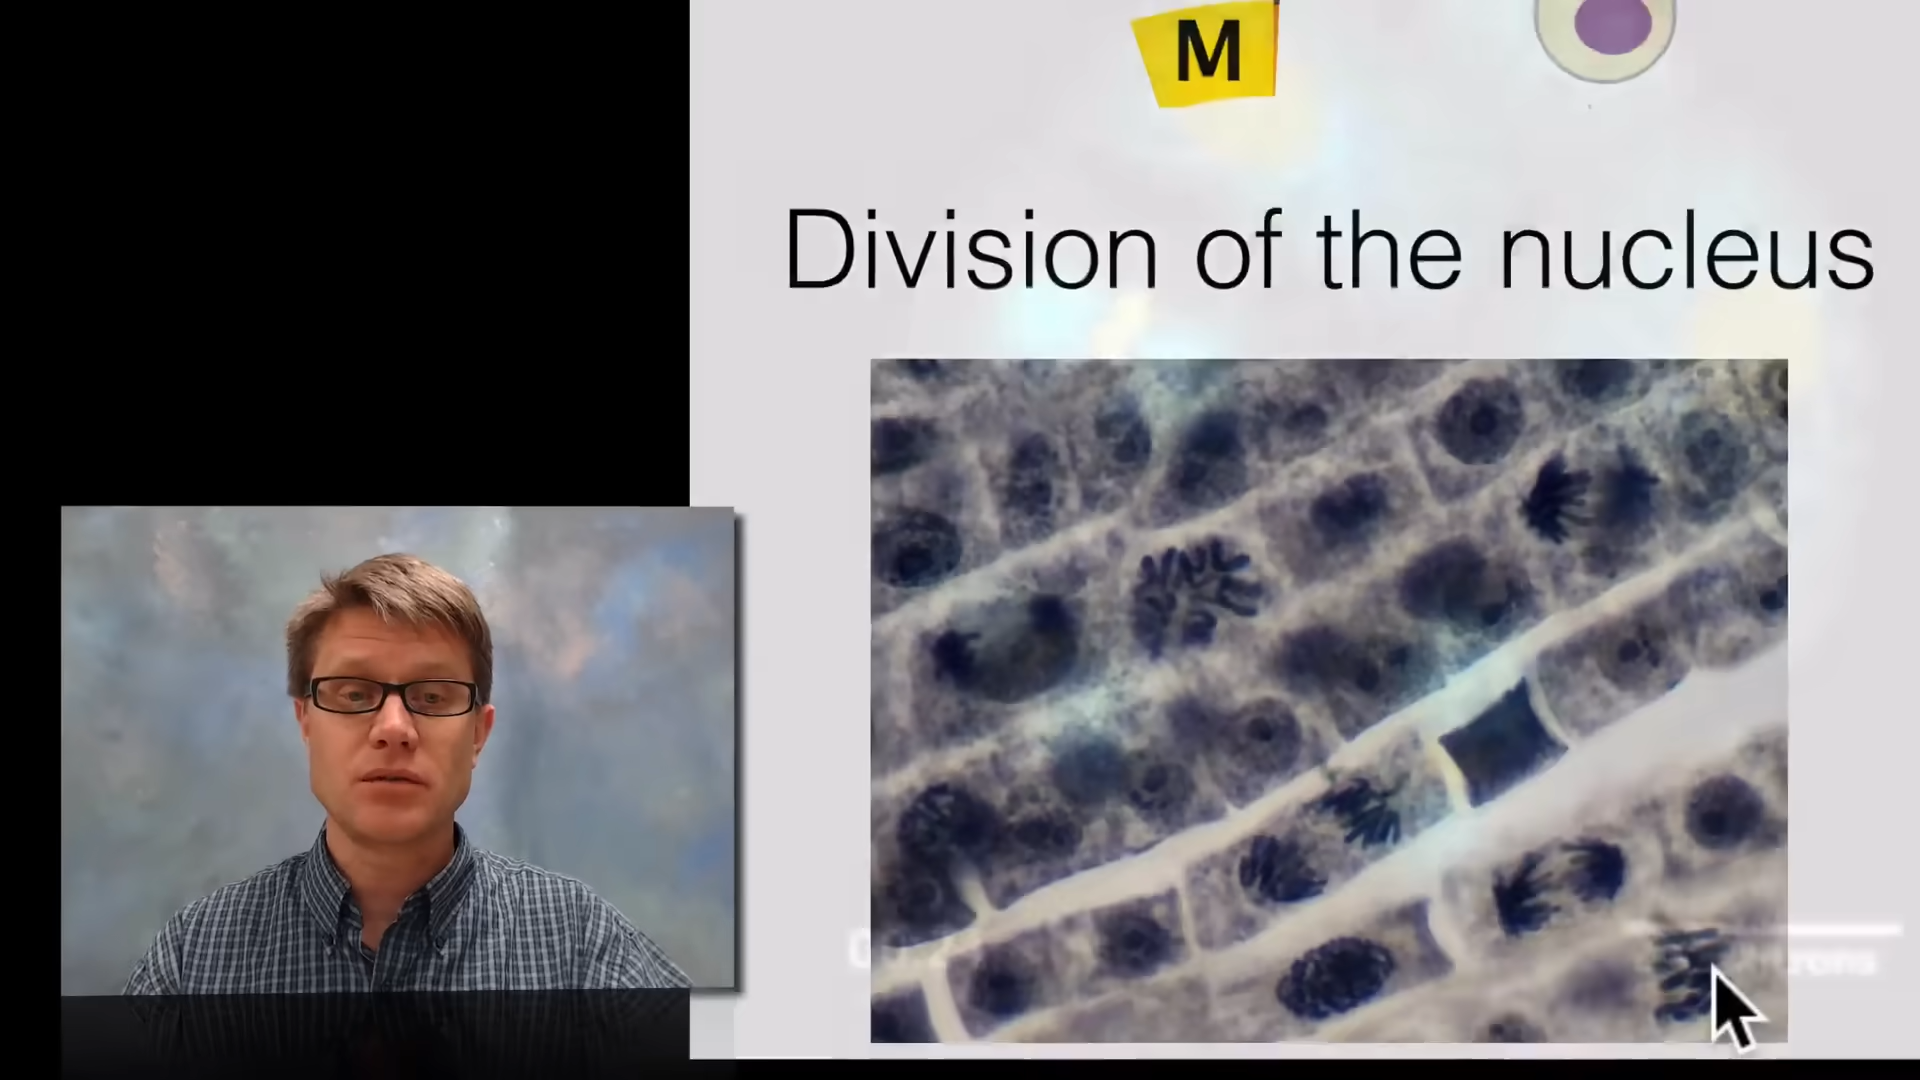 M
Division of the nucleus